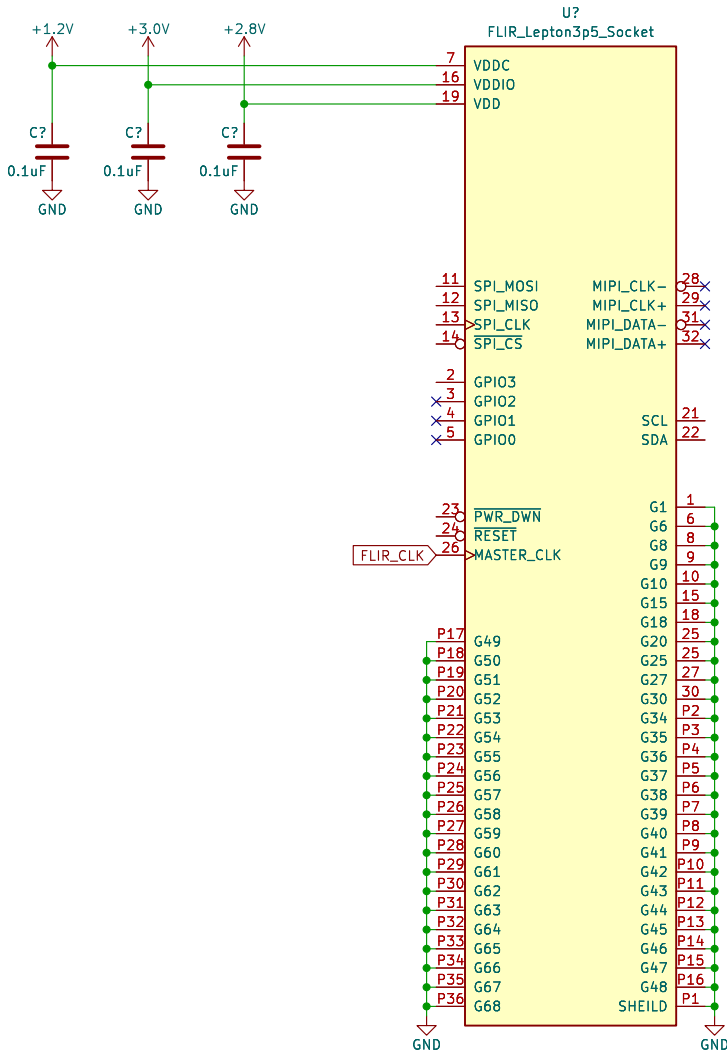 U?
FLIR_Lepton3p5_Socket
+1.2V +3.0V +2.8V
7 VDDC
16 VDDIO
19 VDD
C? C? C?
0.1uF 0.1uF 0.1uF
GND GND GND
11 SPI_MOSI MIPI_CLK- 28
12 SPI_MISO MIPI_CLK+ 29
13 SPI_CLK MIPI_DATA- 31
14 SPI_CS MIPI_DATA+ 32
2 GPIO3
3 GPIO2
4 GPIO1 SCL 21
5 GPIO0 SDA 22
G1 1
23 PWR_DWN G6 6
24 RESET G8 8
FLIR_CLK 26 MASTER_CLK G9 9
G10 10
G15 15
G18 18
P17 G49 G20 25
P18 G50 G25 25
P19 G51 G27 27
P20 G52 G30 30
P21 G53 G34 P2
P22 G54 G35 P3
P23 G55 G36 P4
P24 G56 G37 P5
P25 G57 G38 P6
P26 G58 G39 P7
P27 G59 G40 P8
P28 G60 G41 P9
P29 G61 G42 P10
P30 G62 G43 P11
P31 G63 G44 P12
P32 G64 G45 P13
P33 G65 G46 P14
P34 G66 G47 P15
P35 G67 G48 P16
P36 G68 SHEILD P1
GND GND